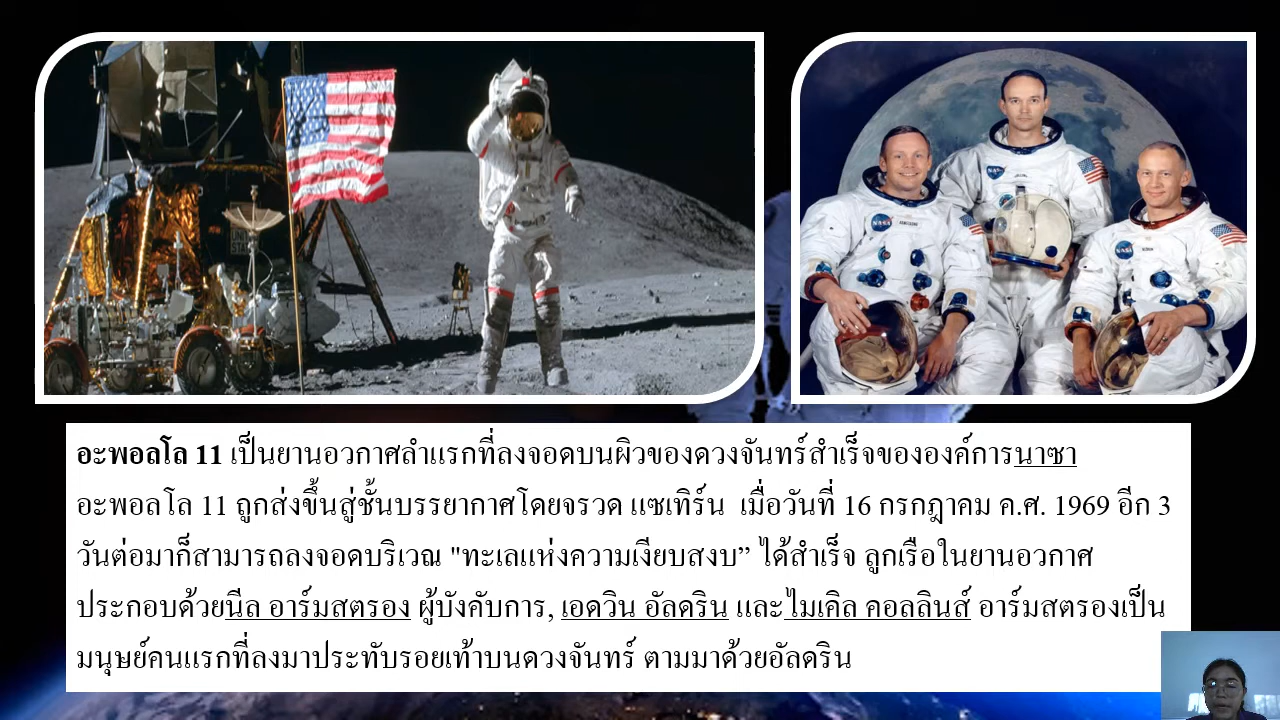 อะพอลโล 11 เป็นยานอวกาศลำแรกที่ลงจอดบนผิวของดวงจันทร์สำเร็จขององค์การนาซา
อะพอลโล 11 ถูกส่งขึ้นสู่ชั้นบรรยากาศโดยจรวด แซเทิร์น เมื่อวันที่ 16 กรกฎาคม ค.ศ. 1969 อีก 3
วันต่อมาก็สามารถลงจอดบริเวณ "ทะเลแห่งความเงียบสงบ” ได้สำเร็จ ลูกเรือในยานอวกาศ
ประกอบด้วยนีล อาร์มสตรอง ผู้บังคับการ, เอดวิน อัลดริน และไมเคิล คอลลินส์ อาร์มสตรองเป็น
มนุษย์คนแรกที่ลงมาประทับรอยเท้าบนดวงจันทร์ ตามมาด้วยอัลดริน
NASA
NASA
NASA